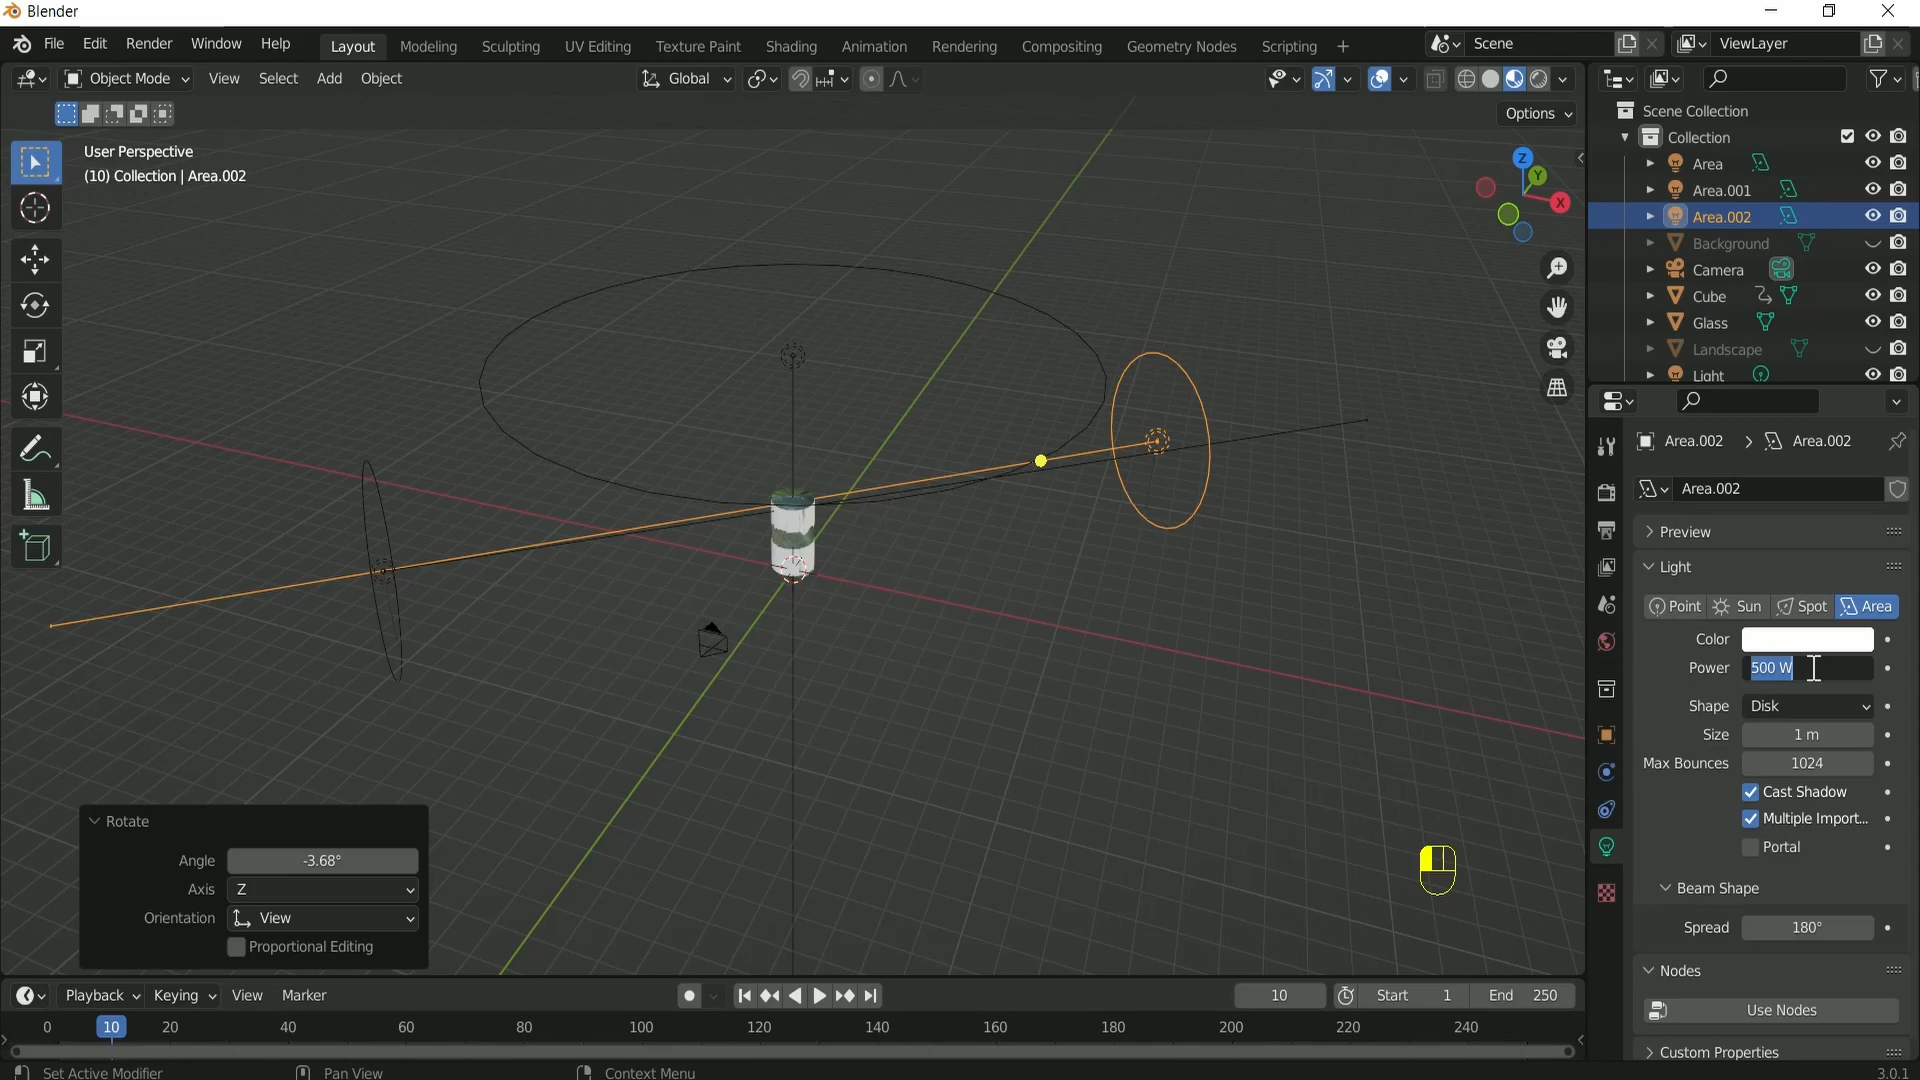 Blender
File Edit Render Window Help
Layout Modeling Sculpting UV Editing Texture Paint Shading Animation Rendering Compositing Geometry Nodes Scripting +
Scene
ViewLayer
Object Mode View Select Add Object
Global
Options
User Perspective
(10) Collection | Area.002
Z
Y
X
Scene Collection
Collection
Area
Area.001
Area.002
Background
Camera
Cube
Glass
Landscape
Light
Area.002 > Area.002
Area.002
Preview
Light
Point Sun Spot Area
Color
Power 500 W
Shape Disk
Size 1 m
Max Bounces 1024
Cast Shadow
Multiple Import...
Portal
Beam Shape
Spread 180°
Nodes
Use Nodes
Custom Properties
Rotate
Angle -3.68°
Axis Z
Orientation View
Proportional Editing
Playback Keying View Marker
10 Start 1 End 250
0 10 20 40 60 80 100 120 140 160 180 200 220 240
Set Active Modifier Pan View Context Menu 3.0.1